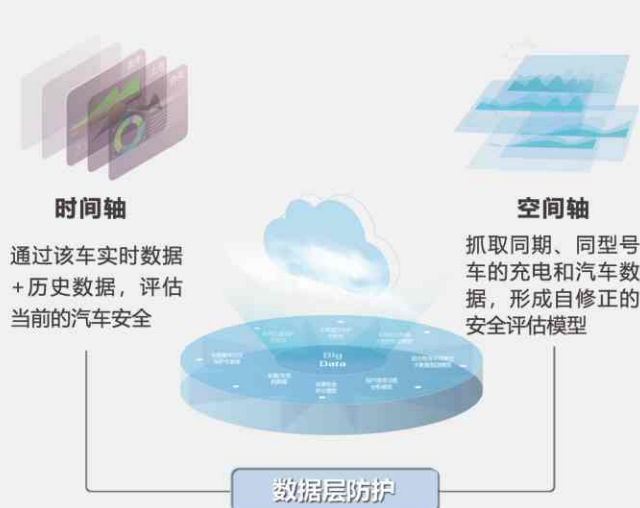 时间轴
通过该车实时数据
+历史数据，评估
当前的汽车安全
空间轴
抓取同期、同型号
车的充电和汽车数
据，形成自修正的
安全评估模型
Big
Data
数据层防护